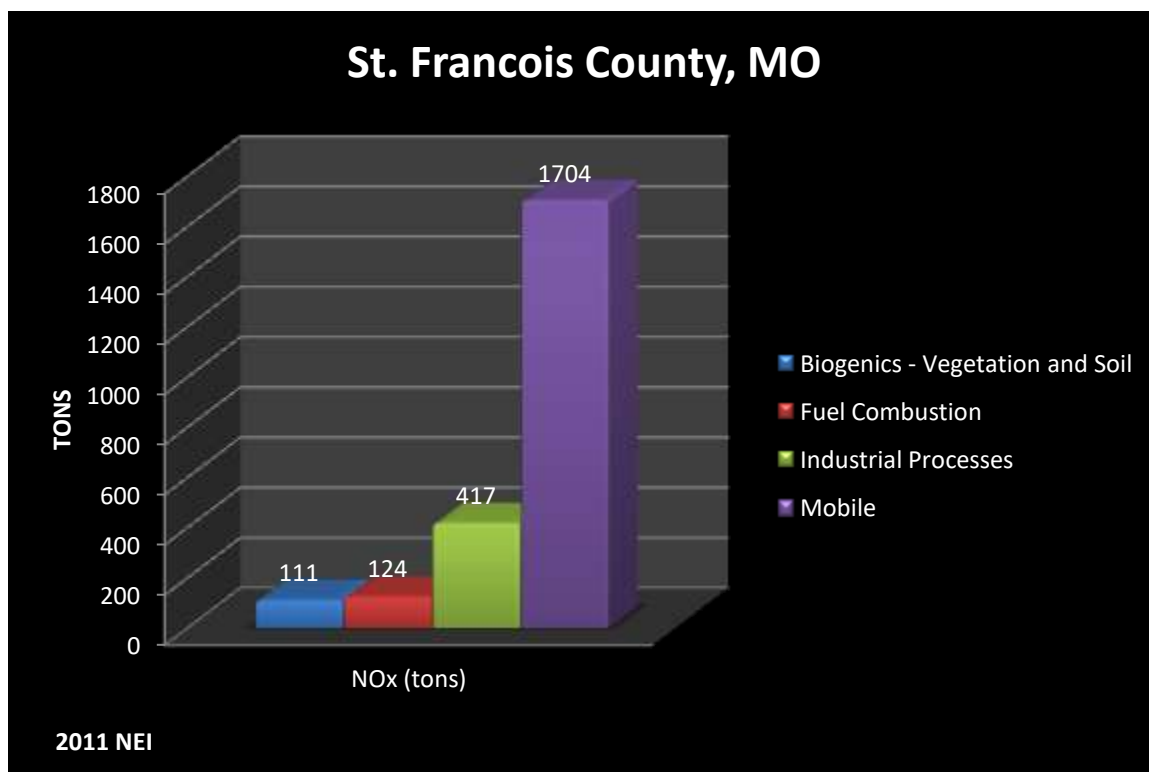 St. Francois County, MO
1800
1600
1400
1200
1000
800
600
400
200
0
TONS
111
124
417
1704
NOx (tons)
Biogenics - Vegetation and Soil
Fuel Combustion
Industrial Processes
Mobile
2011 NEI